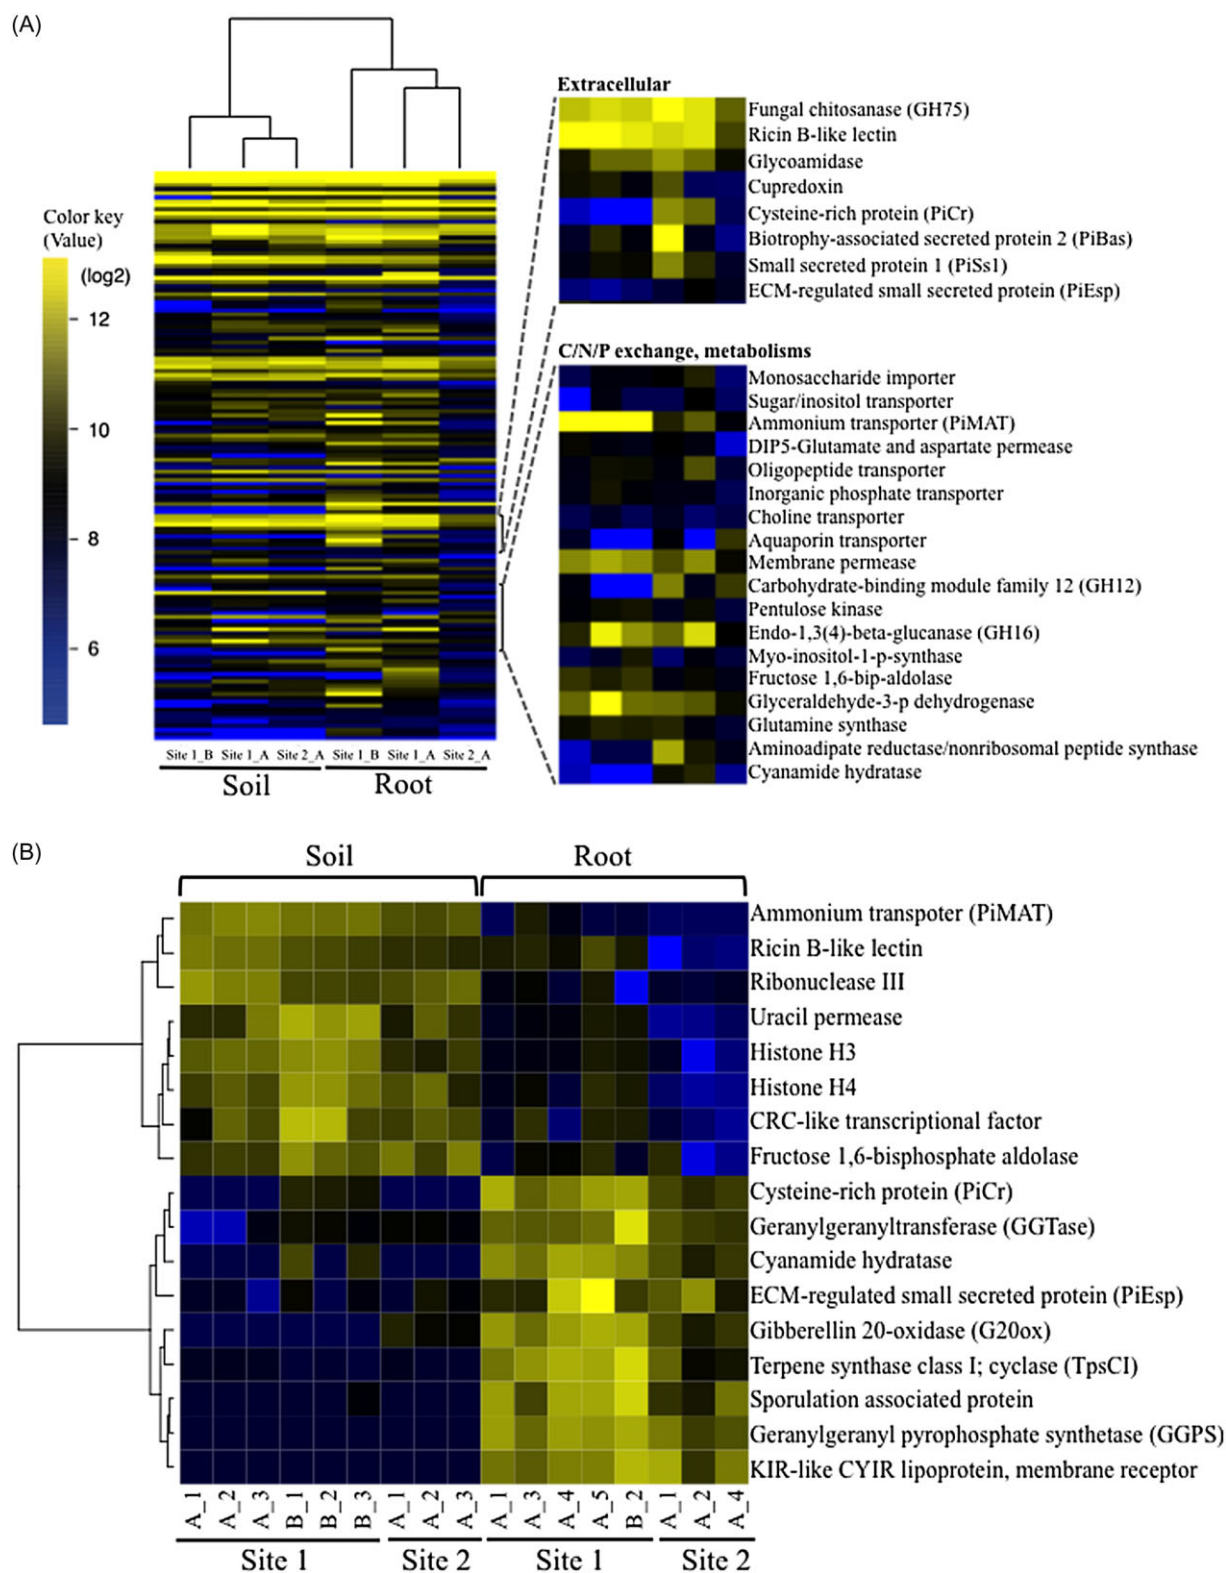 (A)
Extracellular
Fungal chitosanase (GH75)
Ricin B-like lectin
Glycoamidase
Cupredoxin
Cysteine-rich protein (PiCr)
Biotrophy-associated secreted protein 2 (PiBas)
Small secreted protein 1 (PiSs1)
ECM-regulated small secreted protein (PiEsp)
Color key
(Value)
(log2)
12
10
8
6
C/N/P exchange, metabolisms
Monosaccharide importer
Sugar/inositol transporter
Ammonium transporter (PiMAT)
DIP5-Glutamate and aspartate permease
Oligopeptide transporter
Inorganic phosphate transporter
Choline transporter
Aquaporin transporter
Membrane permease
Carbohydrate-binding module family 12 (GH12)
Pentulose kinase
Endo-1,3(4)-beta-glucanase (GH16)
Myo-inositol-1-p-synthase
Fructose 1,6-bip-aldolase
Glyceraldehyde-3-p dehydrogenase
Glutamine synthase
Aminoadipate reductase/nonribosomal peptide synthase
Cyanamide hydratase
Site 1_B Site 1_A Site 2_A Site 1_B Site 1_A Site 2_A
Soil Root
(B)
Soil Root
Ammonium transpoter (PiMAT)
Ricin B-like lectin
Ribonuclease III
Uracil permease
Histone H3
Histone H4
CRC-like transcriptional factor
Fructose 1,6-bisphosphate aldolase
Cysteine-rich protein (PiCr)
Geranylgeranyltransferase (GGTase)
Cyanamide hydratase
ECM-regulated small secreted protein (PiEsp)
Gibberellin 20-oxidase (G20ox)
Terpene synthase class I; cyclase (TpsCI)
Sporulation associated protein
Geranylgeranyl pyrophosphate synthetase (GGPS)
KIR-like CYIR lipoprotein, membrane receptor
A_1 A_2 A_3 B_1 B_2 B_3 A_1 A_2 A_3 A_1 A_3 A_4 A_5 B_2 A_1 A_2 A_4
Site 1 Site 2 Site 1 Site 2